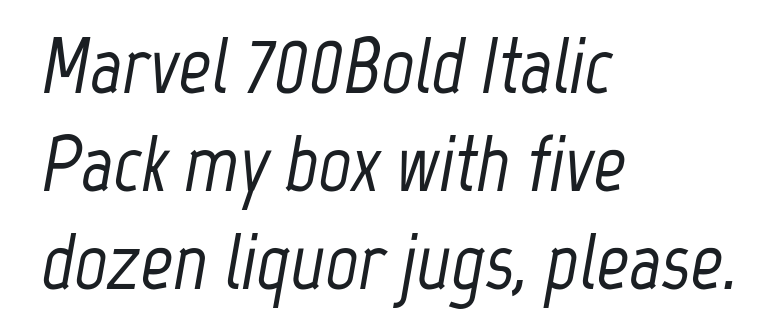 Marvel 700Bold Italic
Pack my box with five
dozen liquor jugs, please.